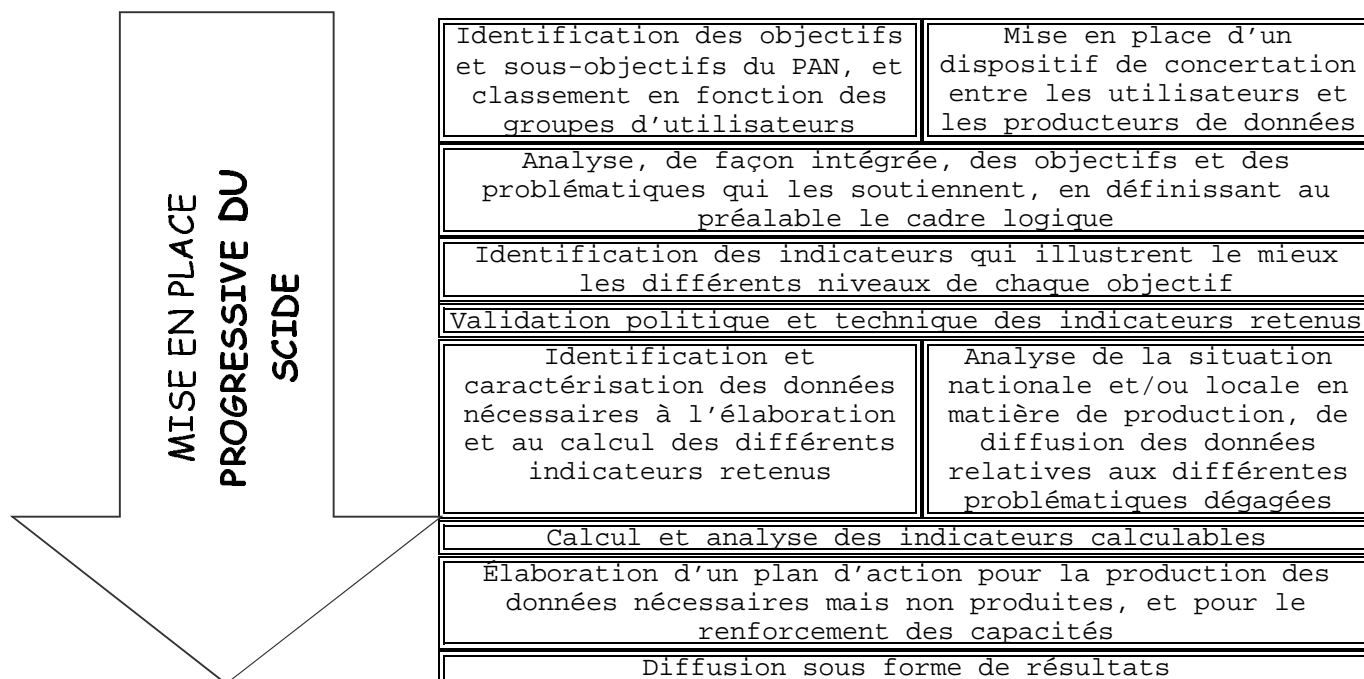 MISE EN PLACE
PROGRESSIVE DU
SCIDE
Identification des objectifs
et sous-objectifs du PAN, et
classement en fonction des
groupes d'utilisateurs
Mise en place d'un
dispositif de concertation
entre les utilisateurs et
les producteurs de données
Analyse, de façon intégrée, des objectifs et des
problématiques qui les soutiennent, en définissant au
préalable le cadre logique
Identification des indicateurs qui illustrent le mieux
les différents niveaux de chaque objectif
Validation politique et technique des indicateurs retenus
Identification et
caractérisation des données
nécessaires à l'élaboration
et au calcul des différents
indicateurs retenus
Analyse de la situation
nationale et/ou locale en
matière de production, de
diffusion des données
relatives aux différentes
problématiques dégagées
Calcul et analyse des indicateurs calculables
Élaboration d'un plan d'action pour la production des
données nécessaires mais non produites, et pour le
renforcement des capacités
Diffusion sous forme de résultats